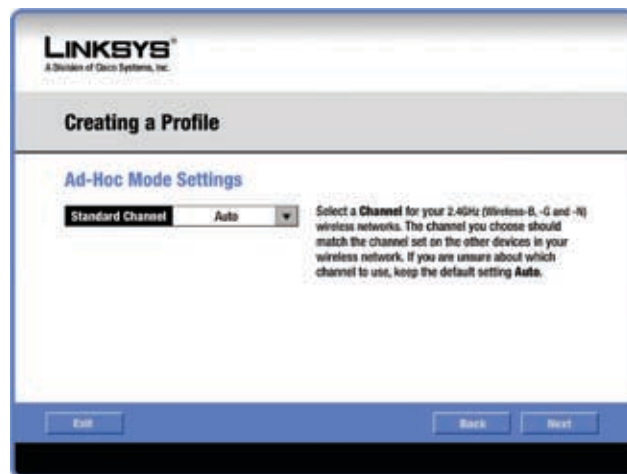 LINKSYS®
A Division of Cisco Systems, Inc.
Creating a Profile
Ad-Hoc Mode Settings
Standard Channel Auto
Select a Channel for your 2.4GHz (Wireless-B, -G and -N)
wireless networks. The channel you choose should
match the channel set on the other devices in your
wireless network. If you are unsure about which
channel to use, keep the default setting Auto.
Exit Back Next